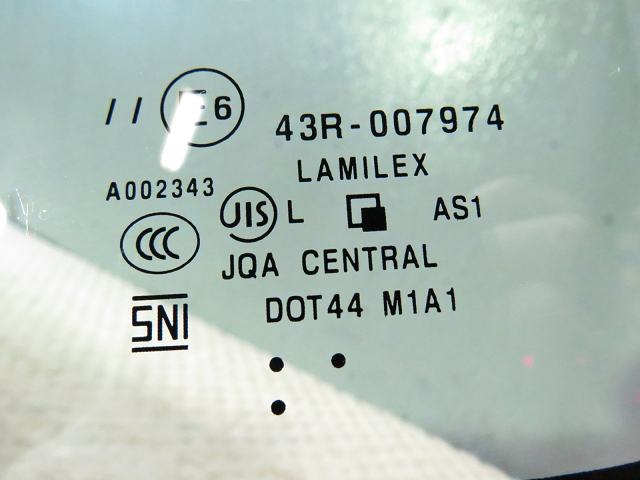 // E6 43R-007974
LAMILEX
A002343
JIS L AS1
CCC
JQA CENTRAL
SNI
DOT44 M1A1